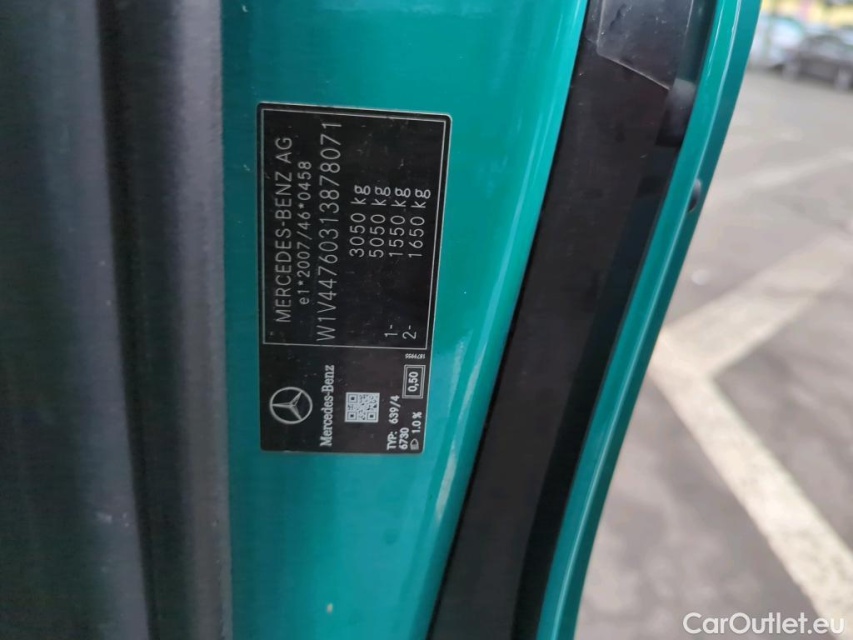 MERCEDES-BENZ AG
e1*2007/46*0458
W1V44760313878071
3050 kg
5050 kg
1- 1550 kg
2- 1650 kg
Mercedes-Benz
TYP: 639/4
6730
1.0 %
0,50
CarOutlet.eu